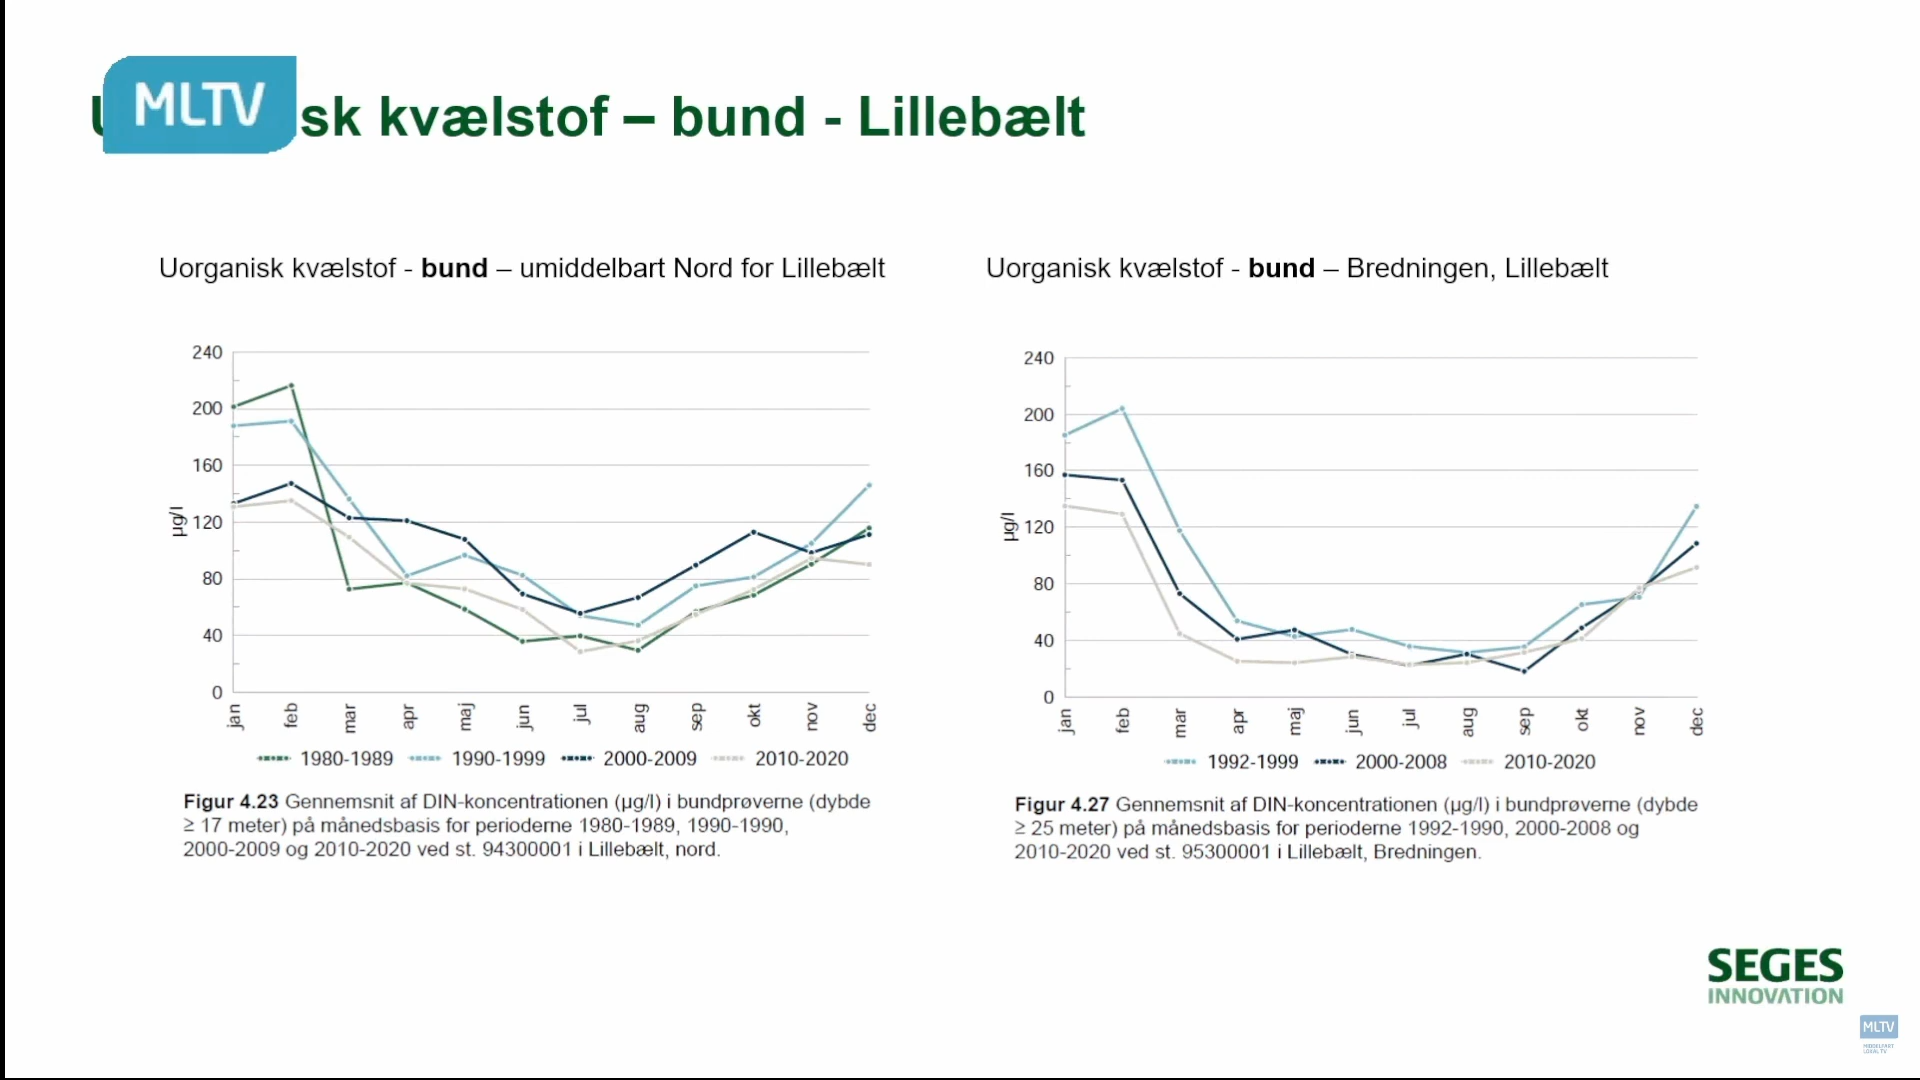 MLTV
sk kvælstof – bund - Lillebælt
Uorganisk kvælstof - bund – umiddelbart Nord for Lillebælt
240
200
160
120
80
40
0
µg/l
jan feb mar apr maj jun jul aug sep okt nov dec
1980-1989 1990-1999 2000-2009 2010-2020
Figur 4.23 Gennemsnit af DIN-koncentrationen (µg/l) i bundprøverne (dybde
≥ 17 meter) på månedsbasis for perioderne 1980-1989, 1990-1990,
2000-2009 og 2010-2020 ved st. 94300001 i Lillebælt, nord.
Uorganisk kvælstof - bund – Bredningen, Lillebælt
240
200
160
120
80
40
0
µg/l
jan feb mar apr maj jun jul aug sep okt nov dec
1992-1999 2000-2008 2010-2020
Figur 4.27 Gennemsnit af DIN-koncentrationen (µg/l) i bundprøverne (dybde
≥ 25 meter) på månedsbasis for perioderne 1992-1990, 2000-2008 og
2010-2020 ved st. 95300001 i Lillebælt, Bredningen.
SEGES
INNOVATION
MLTV
MIDDELFART
LOKAL TV